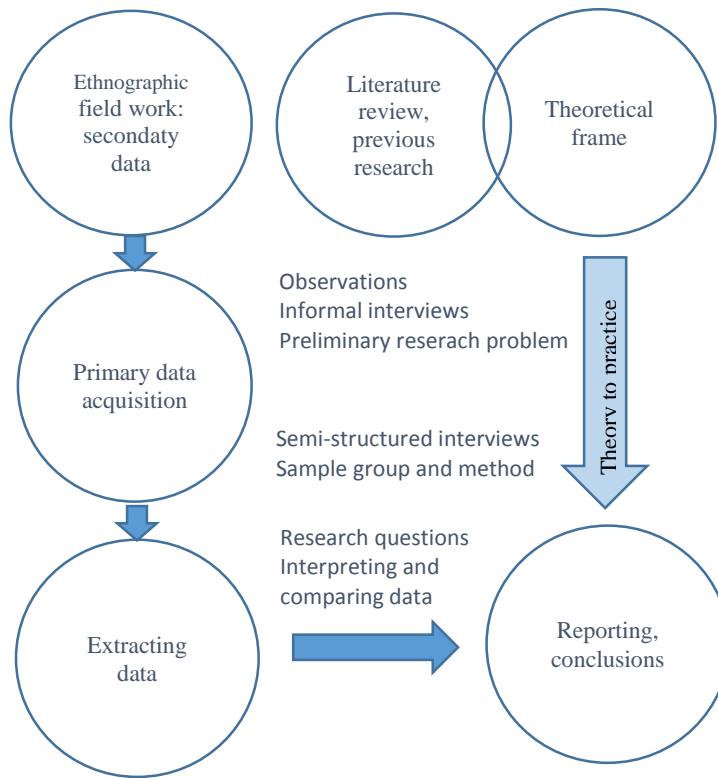 Ethnographic
field work:
secondaty
data
Literature
review,
previous
research
Theoretical
frame
Observations
Informal interviews
Preliminary reserach problem
Primary data
acquisition
Theory to practice
Semi-structured interviews
Sample group and method
Research questions
Interpreting and
comparing data
Extracting
data
Reporting,
conclusions